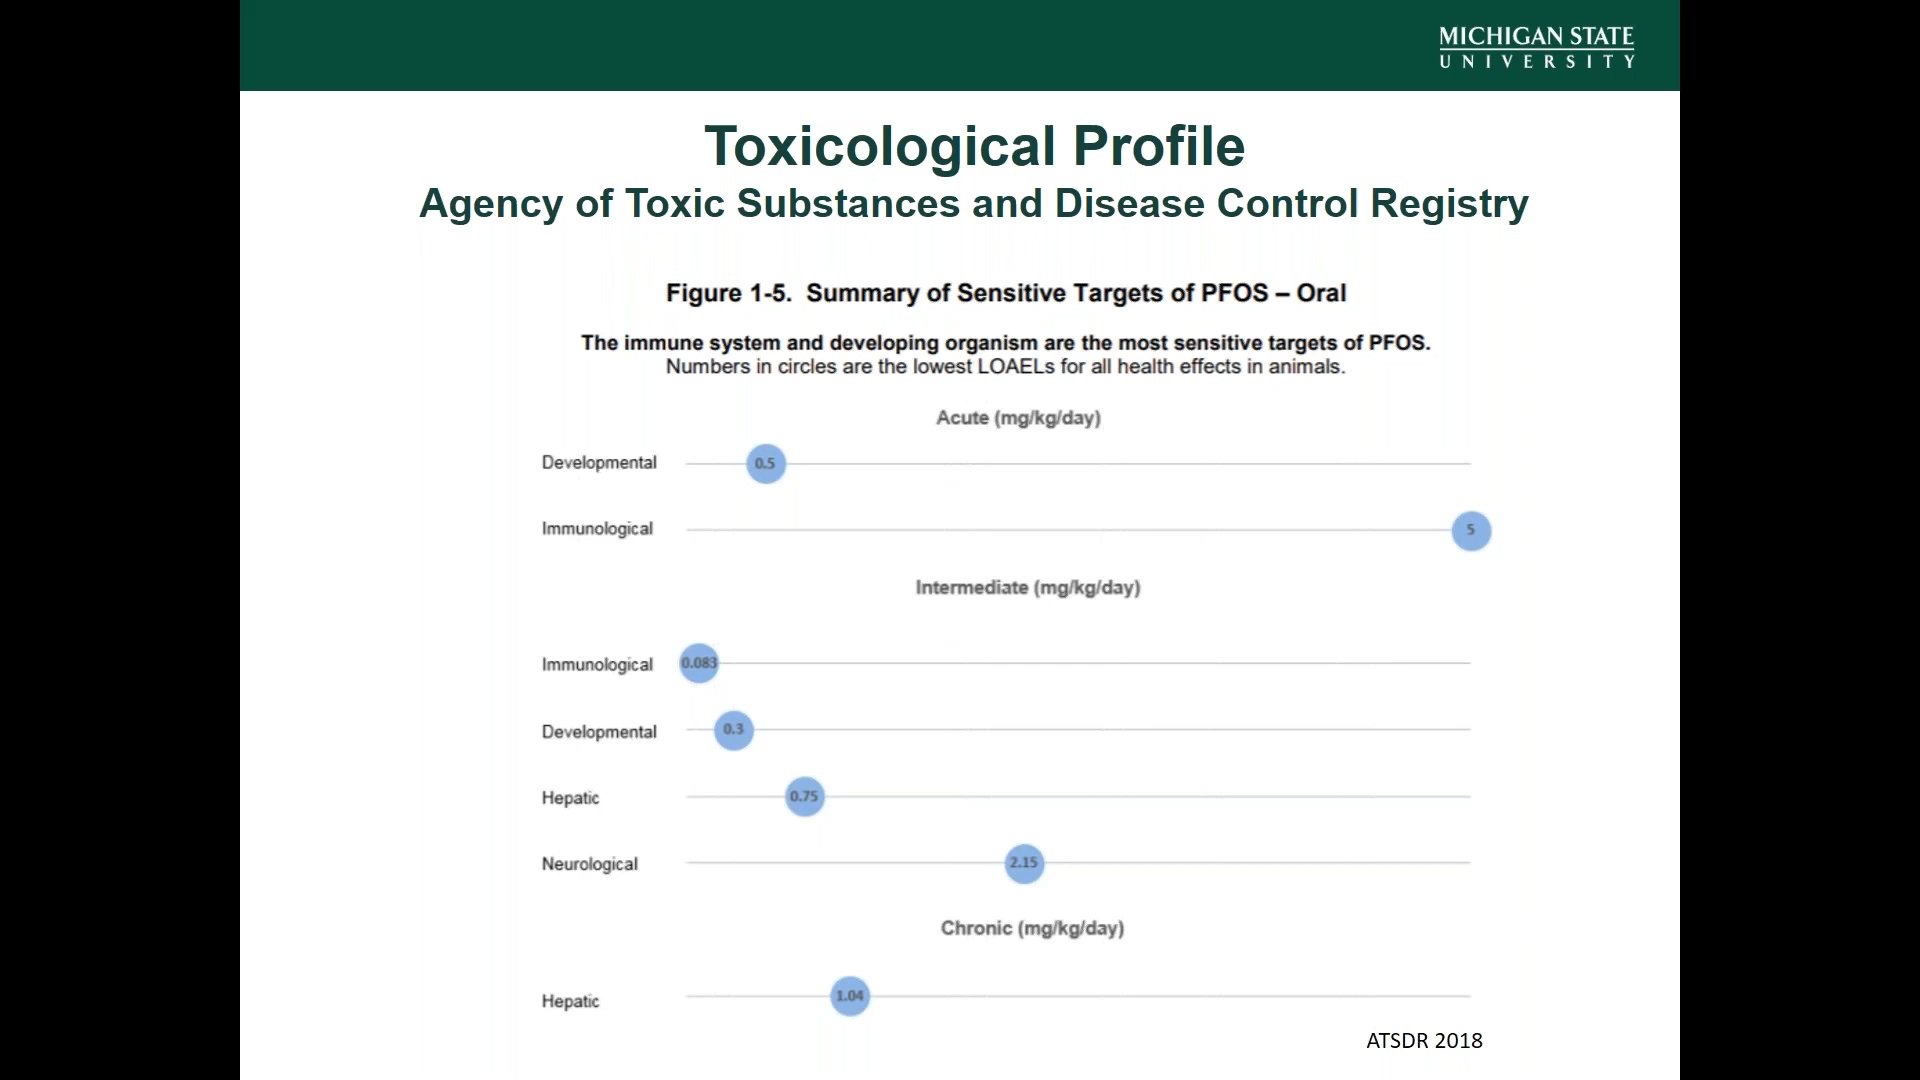 MICHIGAN STATE
UNIVERSITY
Toxicological Profile
Agency of Toxic Substances and Disease Control Registry
Figure 1-5. Summary of Sensitive Targets of PFOS – Oral
The immune system and developing organism are the most sensitive targets of PFOS.
Numbers in circles are the lowest LOAELs for all health effects in animals.
Acute (mg/kg/day)
Developmental 0.5
Immunological 5
Intermediate (mg/kg/day)
Immunological 0.083
Developmental 0.3
Hepatic 0.75
Neurological 2.15
Chronic (mg/kg/day)
Hepatic 1.04
ATSDR 2018